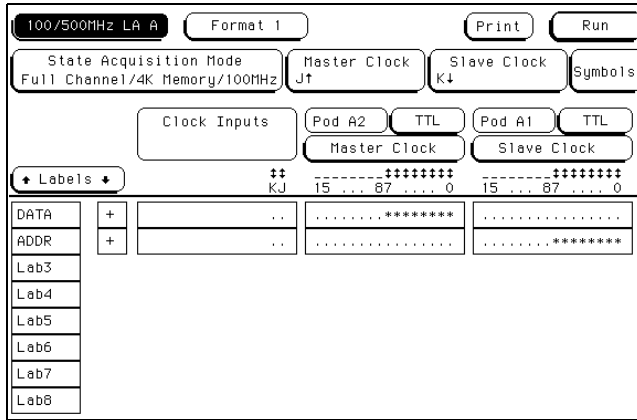 100/500MHz LA A Format 1 Print Run
State Acquisition Mode Master Clock Slave Clock Symbols
Full Channel/4K Memory/100MHz J↑ K↓
Clock Inputs Pod A2 TTL Pod A1 TTL
Master Clock Slave Clock
↑ Labels ↓ ↕↕ ________↕↕↕↕↕↕↕↕ ________↕↕↕↕↕↕↕↕
KJ 15 ... 87 .... 0 15 ... 87 .... 0
DATA + .. ........******** ................
ADDR + .. ................ ........********
Lab3
Lab4
Lab5
Lab6
Lab7
Lab8